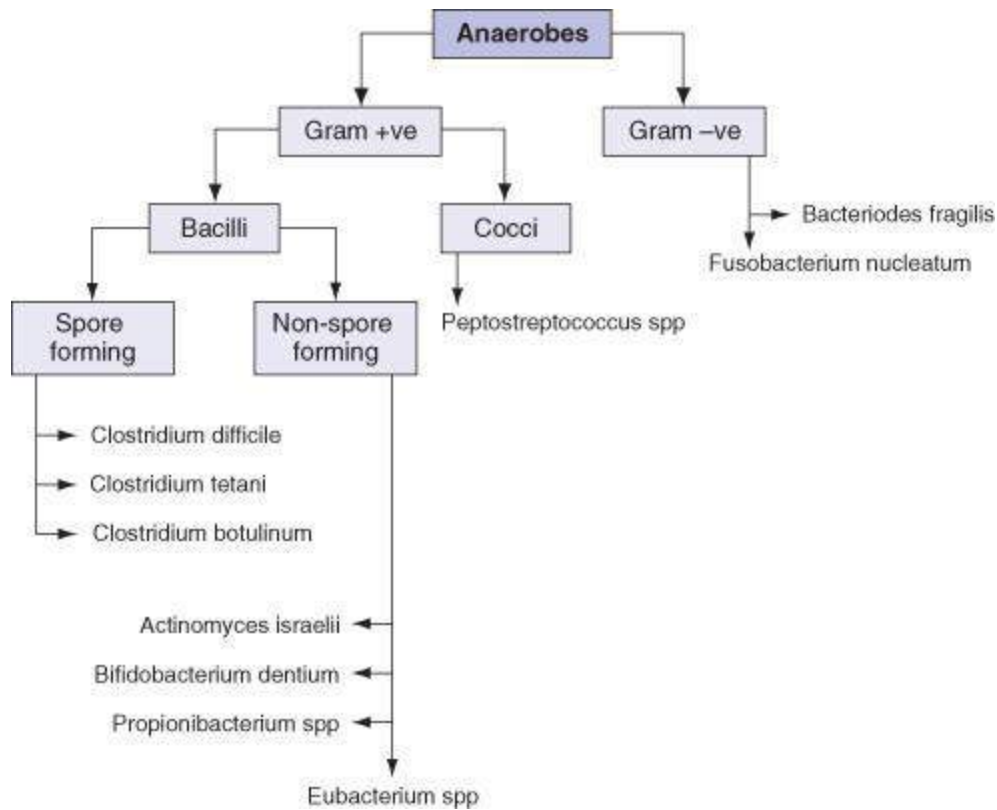 Anaerobes
Gram +ve
Gram –ve
Bacilli
Cocci
Bacteriodes fragilis
Fusobacterium nucleatum
Spore
forming
Non-spore
forming
Peptostreptococcus spp
Clostridium difficile
Clostridium tetani
Clostridium botulinum
Actinomyces israelii
Bifidobacterium dentium
Propionibacterium spp
Eubacterium spp